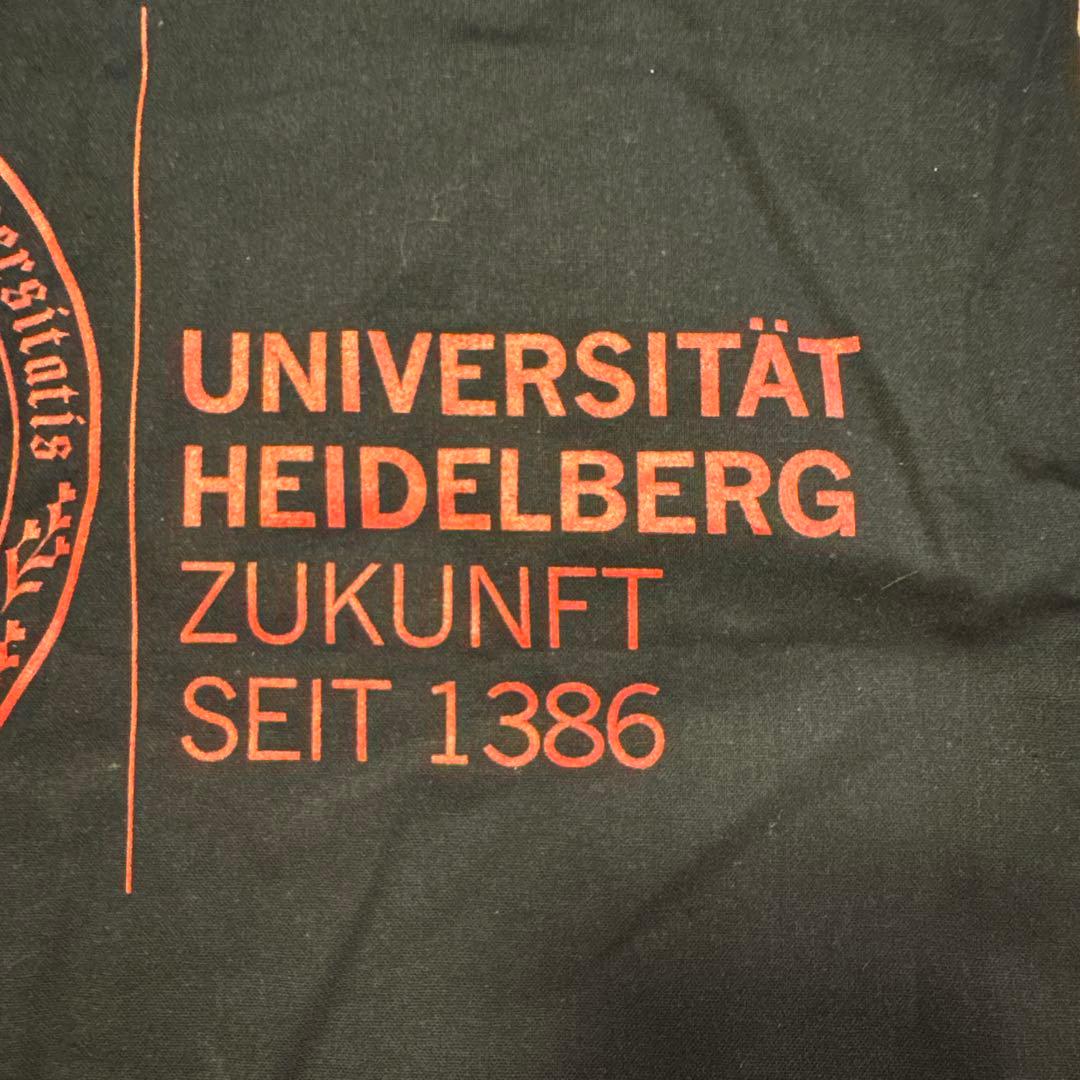 UNIVERSITÄT
HEIDELBERG
ZUKUNFT
SEIT 1386